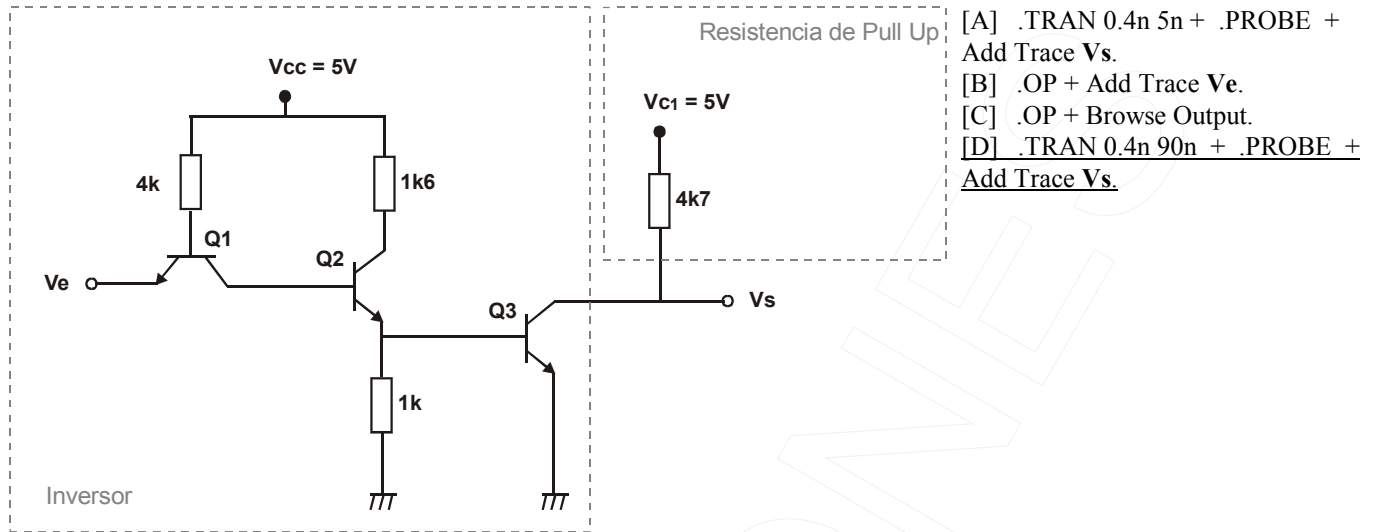 Resistencia de Pull Up
Vcc = 5V
Vc1 = 5V
4k
1k6
4k7
Q1
Q2
Ve
Q3
Vs
1k
Inversor
[A] .TRAN 0.4n 5n + .PROBE +
Add Trace Vs.
[B] .OP + Add Trace Ve.
[C] .OP + Browse Output.
[D] .TRAN 0.4n 90n + .PROBE +
Add Trace Vs.